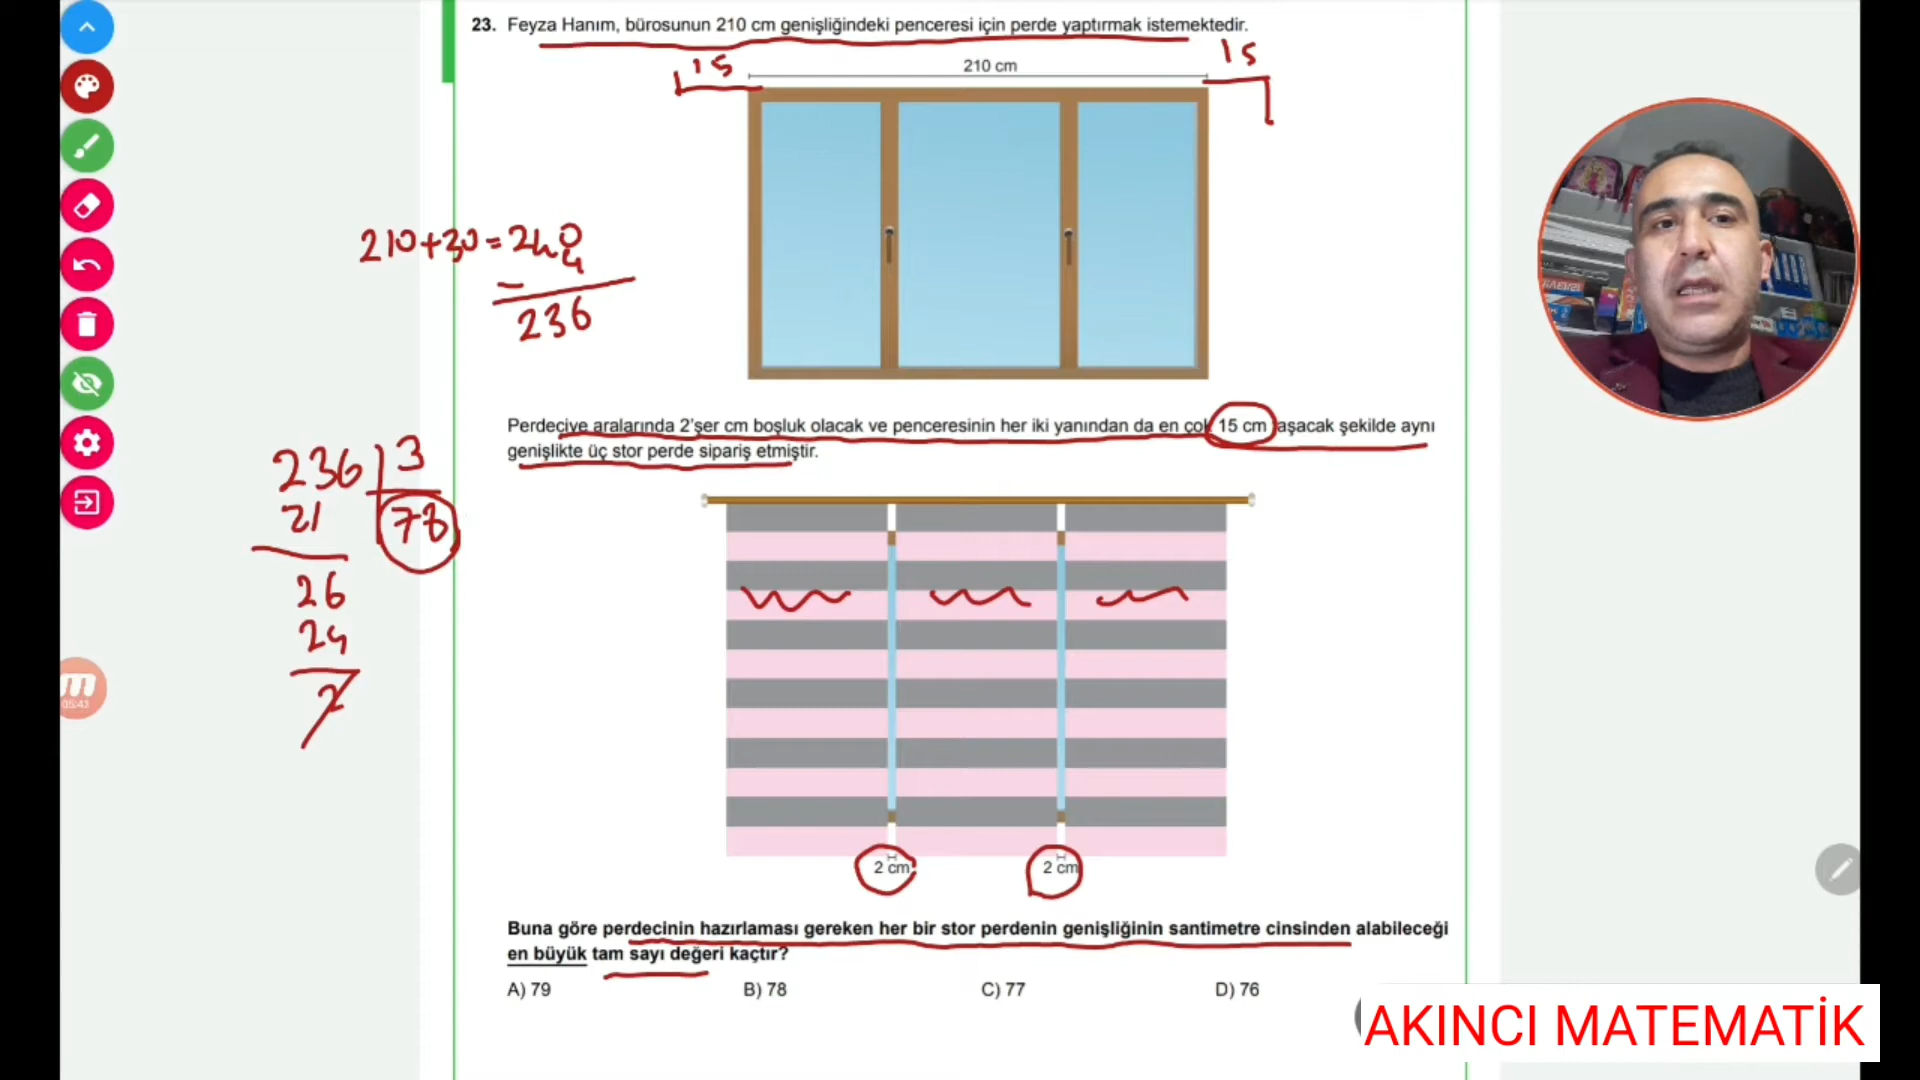 23. Feyza Hanım, bürosunun 210 cm genişliğindeki penceresi için perde yaptırmak istemektedir.
15
210 cm
15
210+30=240
4
-
236
Perdeciye aralarında 2'şer cm boşluk olacak ve penceresinin her iki yanından da en çok 15 cm taşacak şekilde aynı
genişlikte üç stor perde sipariş etmiştir.
236 3
21 78
26
24
2
05:43
2 cm 2 cm
Buna göre perdecinin hazırlaması gereken her bir stor perdenin genişliğinin santimetre cinsinden alabileceği
en büyük tam sayı değeri kaçtır?
A) 79 B) 78 C) 77 D) 76
AKINCI MATEMATİK